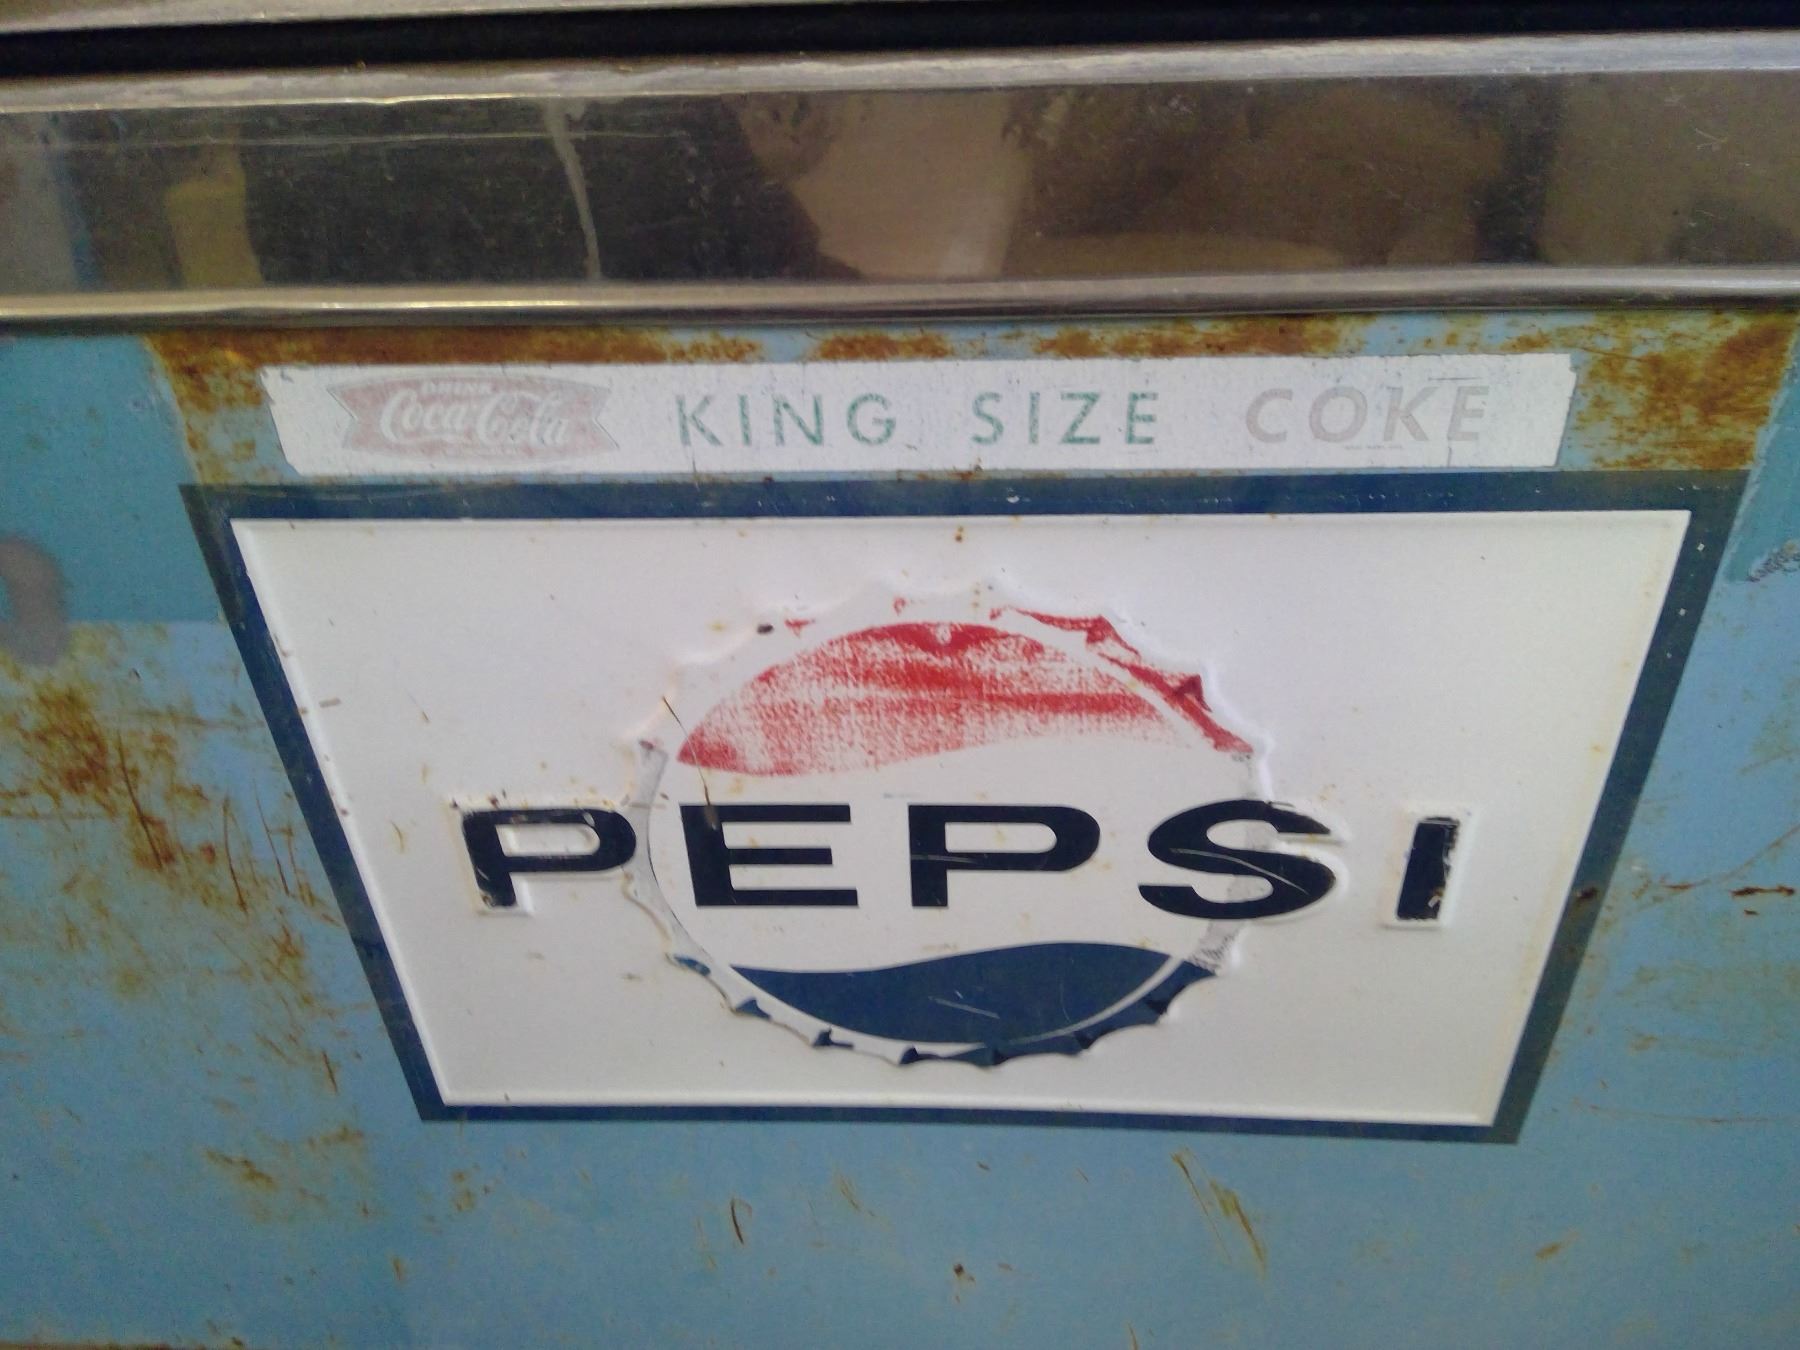 DRINK
Coca-Cola KING SIZE COKE
PEPSI